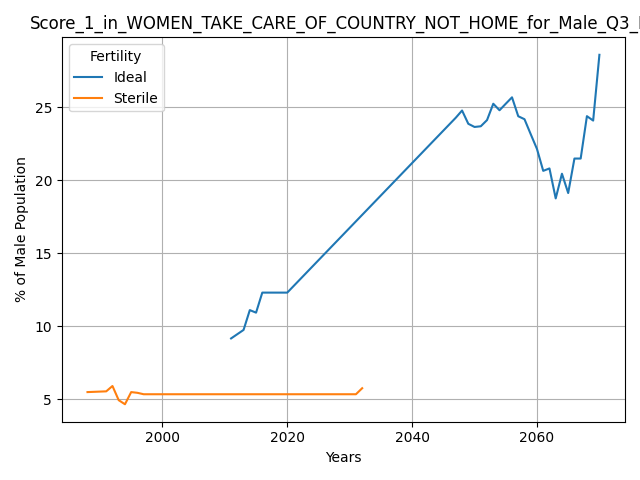 Score_1_in_WOMEN_TAKE_CARE_OF_COUNTRY_NOT_HOME_for_Male_Q3_
Fertility
Ideal
Sterile
% of Male Population
25
20
15
10
5
2000 2020 2040 2060
Years